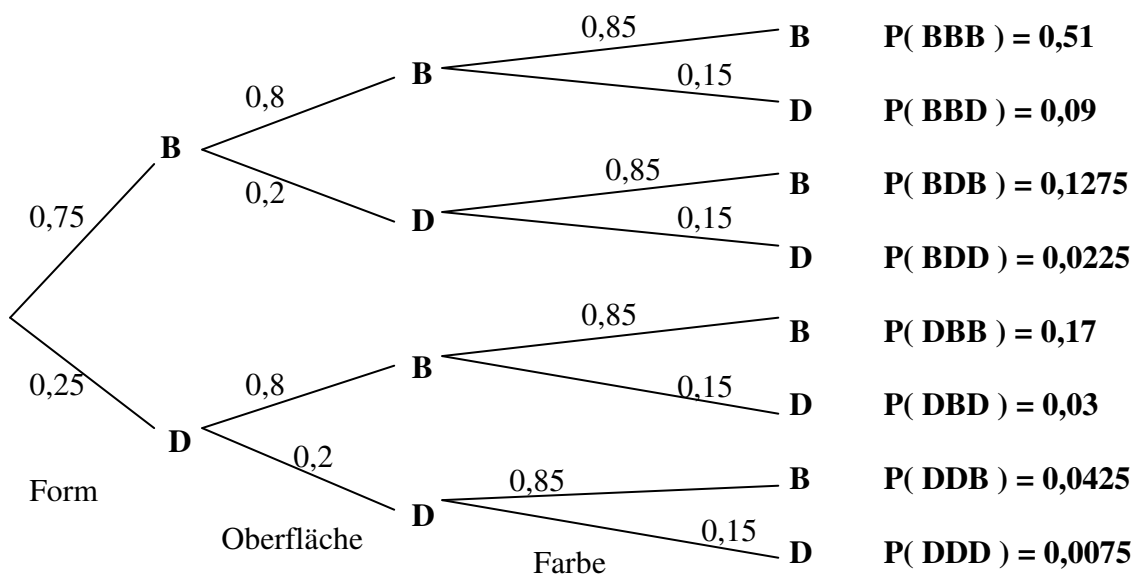 0,85 B P( BBB ) = 0,51
B 0,15
0,8 D P( BBD ) = 0,09
B 0,85 B P( BDB ) = 0,1275
0,2 0,15
0,75 D D P( BDD ) = 0,0225
0,85 B P( DBB ) = 0,17
B
0,25 0,8 0,15 D P( DBD ) = 0,03
D
0,2 0,85 B P( DDB ) = 0,0425
Form
D 0,15
Oberfläche Farbe D P( DDD ) = 0,0075